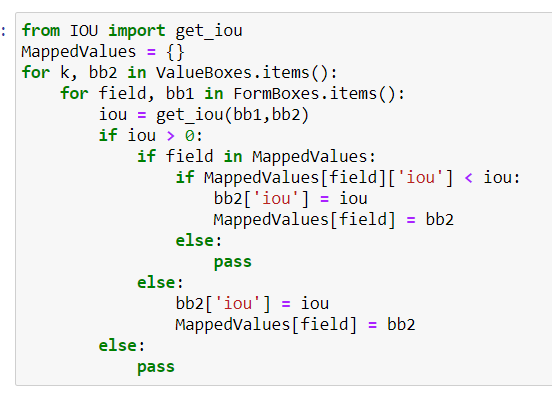 : from IOU import get_iou
MappedValues = {}
for k, bb2 in ValueBoxes.items():
    for field, bb1 in FormBoxes.items():
        iou = get_iou(bb1,bb2)
        if iou > 0:
            if field in MappedValues:
                if MappedValues[field]['iou'] < iou:
                    bb2['iou'] = iou
                    MappedValues[field] = bb2
                else:
                    pass
            else:
                bb2['iou'] = iou
                MappedValues[field] = bb2
        else:
            pass